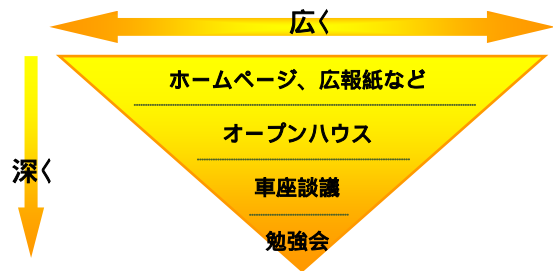 広く
ホームページ、広報紙など
オープンハウス
深く
車座談議
勉強会